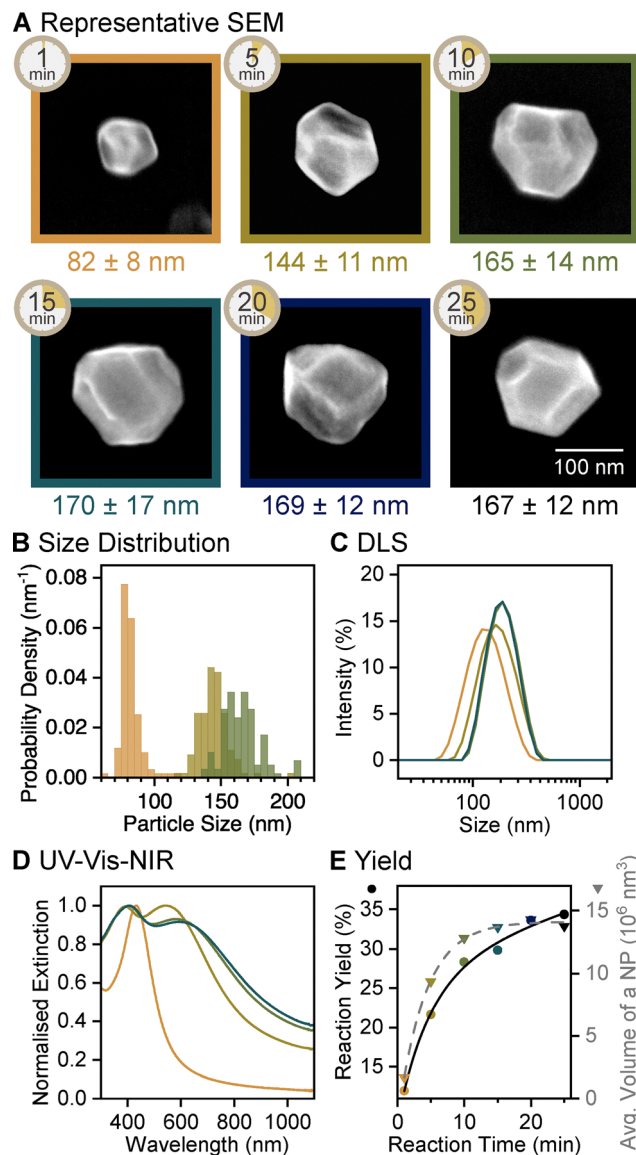 A Representative SEM
1 min
5 min
10 min
82 ± 8 nm
144 ± 11 nm
165 ± 14 nm
15 min
20 min
25 min
100 nm
170 ± 17 nm
169 ± 12 nm
167 ± 12 nm
B Size Distribution
Probability Density (nm⁻¹)
0.08
0.06
0.04
0.02
0.00
100
150
200
Particle Size (nm)
C DLS
Intensity (%)
20
15
10
5
0
100
1000
Size (nm)
D UV-Vis-NIR
Normalised Extinction
1.0
0.8
0.6
0.4
0.2
0.0
400
600
800
1000
Wavelength (nm)
E Yield
Reaction Yield (%)
35
30
25
20
15
0
10
20
Reaction Time (min)
15
10
5
0
Avg. Volume of a NP (10⁶ nm³)